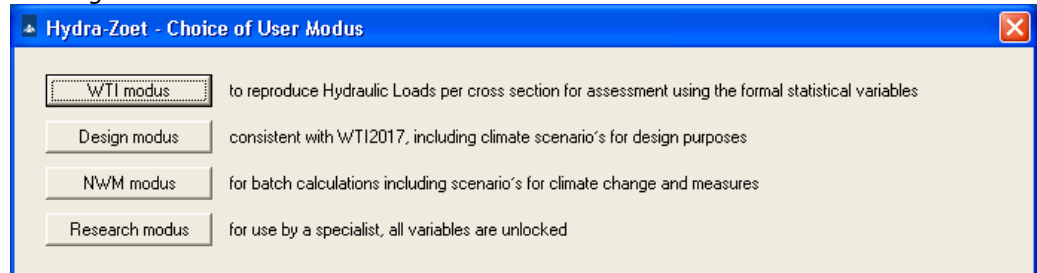 Hydra-Zoet - Choice of User Modus
WTI modus to reproduce Hydraulic Loads per cross section for assessment using the formal statistical variables
Design modus consistent with WTI2017, including climate scenario's for design purposes
NWM modus for batch calculations including scenario's for climate change and measures
Research modus for use by a specialist, all variables are unlocked